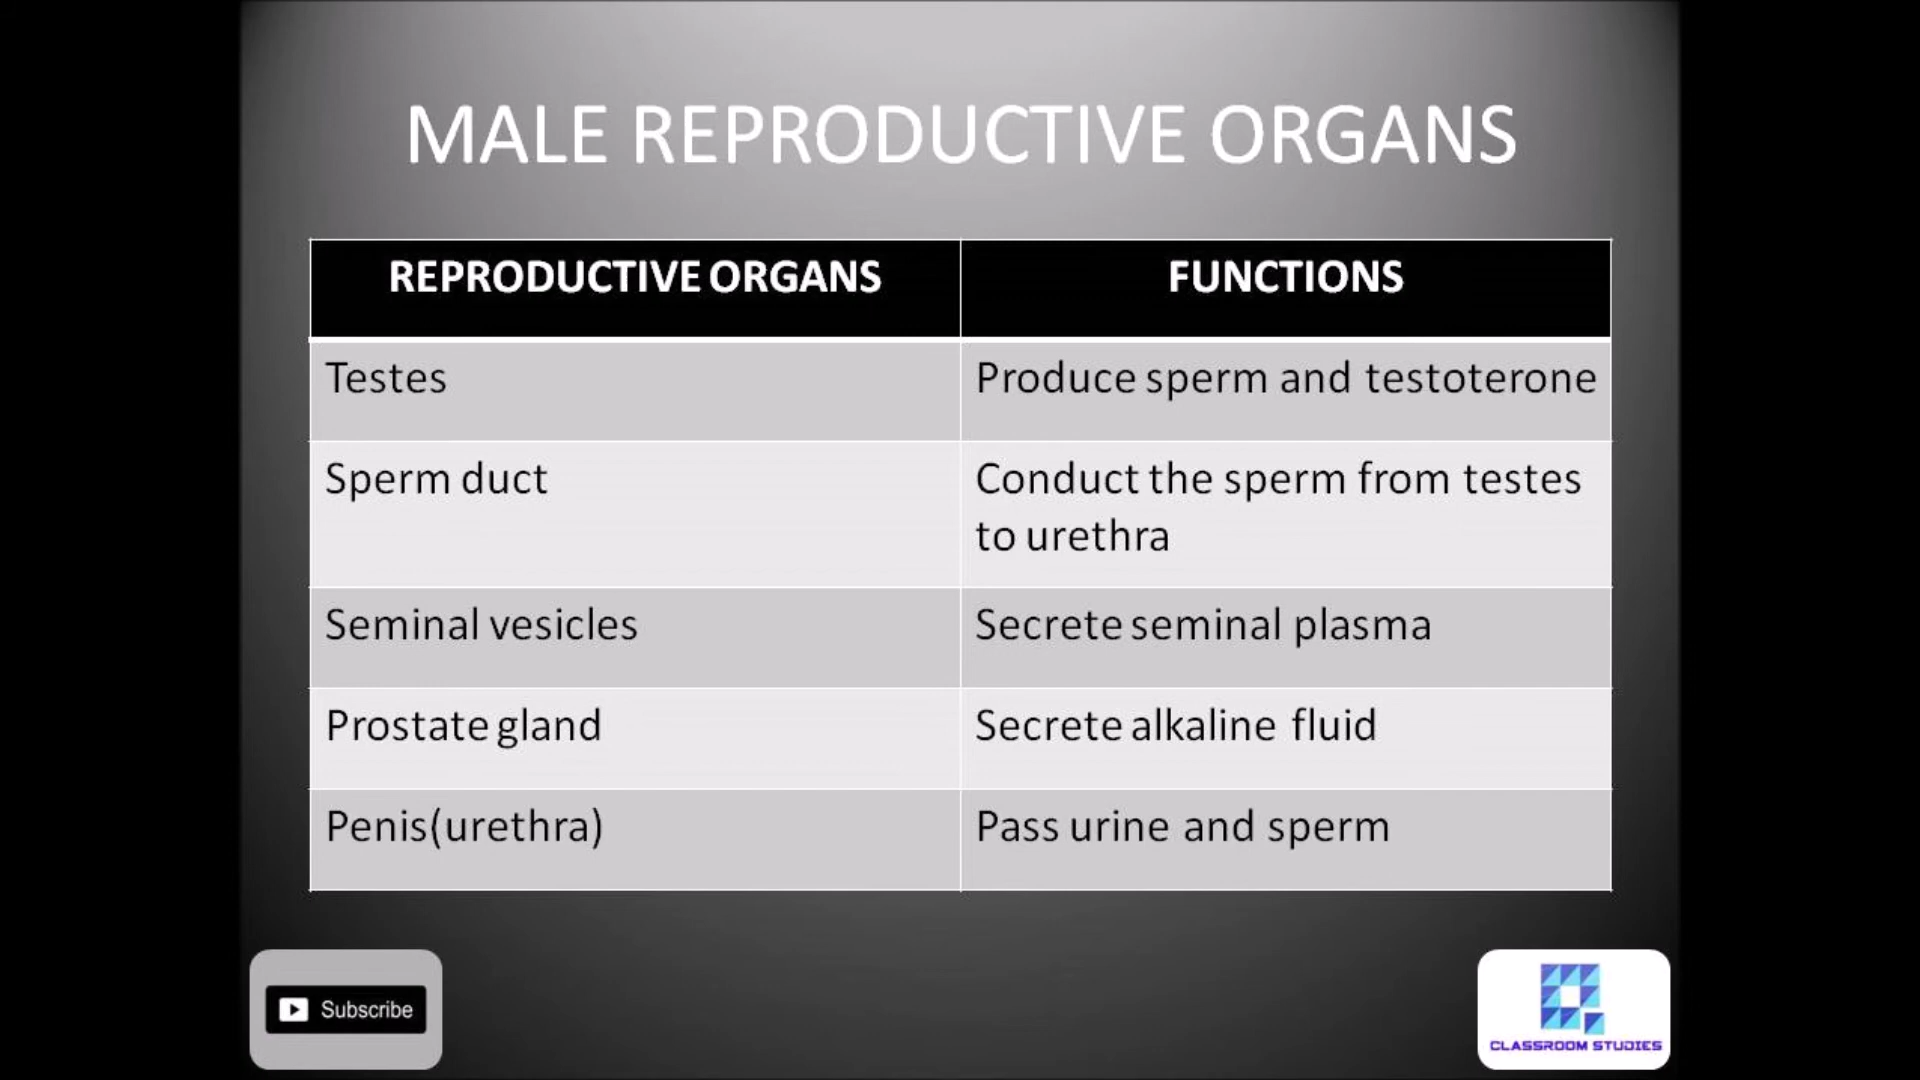 MALE REPRODUCTIVE ORGANS
REPRODUCTIVE ORGANS
FUNCTIONS
Testes
Produce sperm and testoterone
Sperm duct
Conduct the sperm from testes
to urethra
Seminal vesicles
Secrete seminal plasma
Prostate gland
Secrete alkaline fluid
Penis(urethra)
Pass urine and sperm
Subscribe
CLASSROOM STUDIES